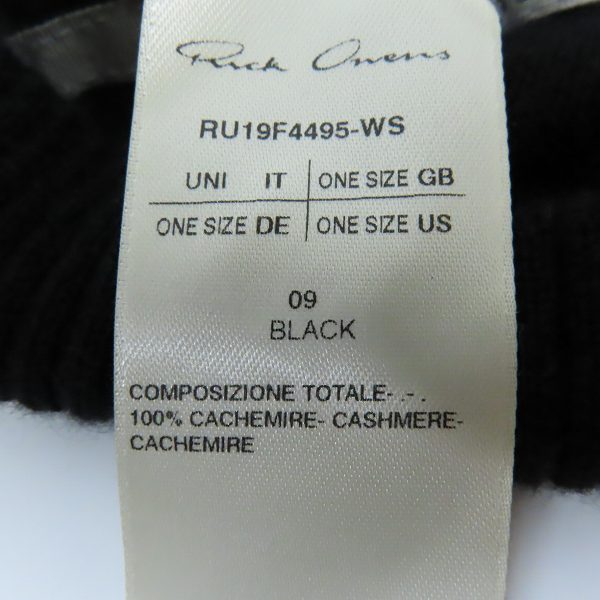 Rick Owens
RU19F4495-WS
UNI IT ONE SIZE GB
ONE SIZE DE ONE SIZE US
09
BLACK
COMPOSIZIONE TOTALE- .- .
100% CACHEMIRE- CASHMERE-
CACHEMIRE